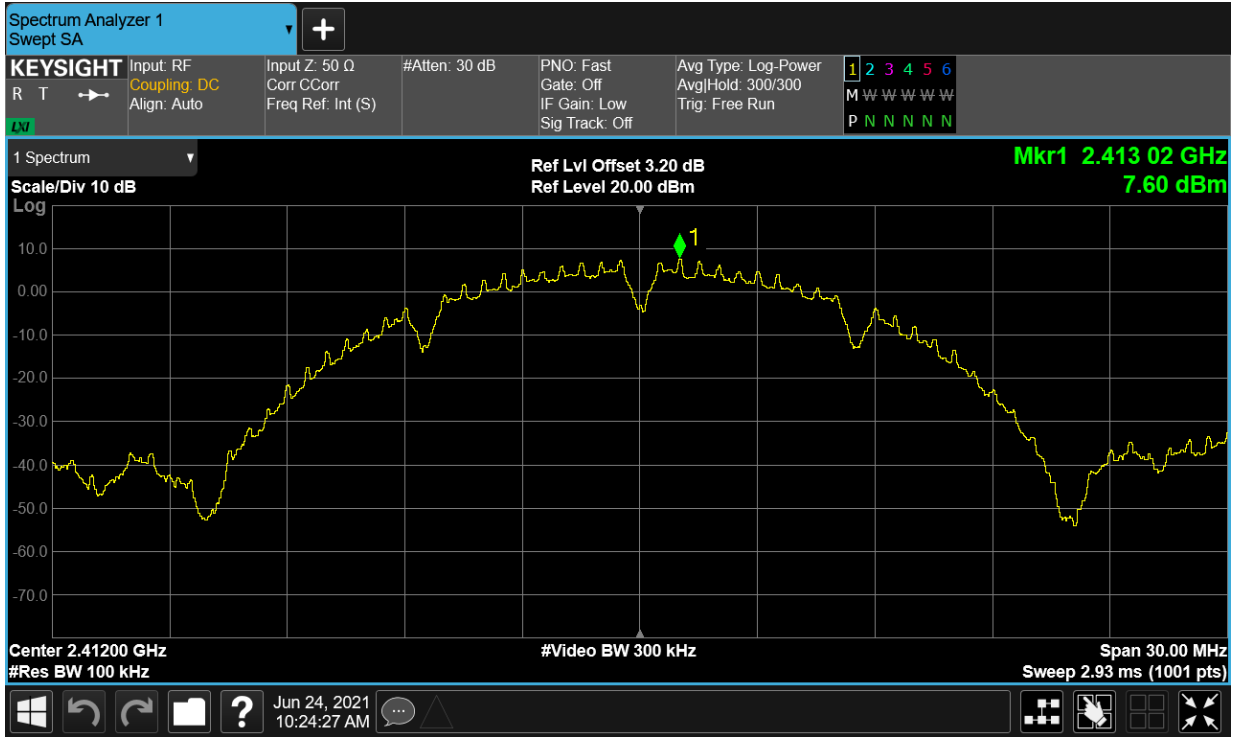 Spectrum Analyzer 1
Swept SA
▼
+
KEYSIGHT
R T
LXI
Input: RF
Coupling: DC
Align: Auto
Input Z: 50 Ω
Corr CCorr
Freq Ref: Int (S)
#Atten: 30 dB
PNO: Fast
Gate: Off
IF Gain: Low
Sig Track: Off
Avg Type: Log-Power
Avg|Hold: 300/300
Trig: Free Run
1 2 3 4 5 6
M W W W W W
P N N N N N
1 Spectrum
▼
Scale/Div 10 dB
Log
Ref Lvl Offset 3.20 dB
Ref Level 20.00 dBm
Mkr1 2.413 02 GHz
7.60 dBm
1
10.0
0.00
-10.0
-20.0
-30.0
-40.0
-50.0
-60.0
-70.0
Center 2.41200 GHz
#Res BW 100 kHz
#Video BW 300 kHz
Span 30.00 MHz
Sweep 2.93 ms (1001 pts)
?
Jun 24, 2021
10:24:27 AM